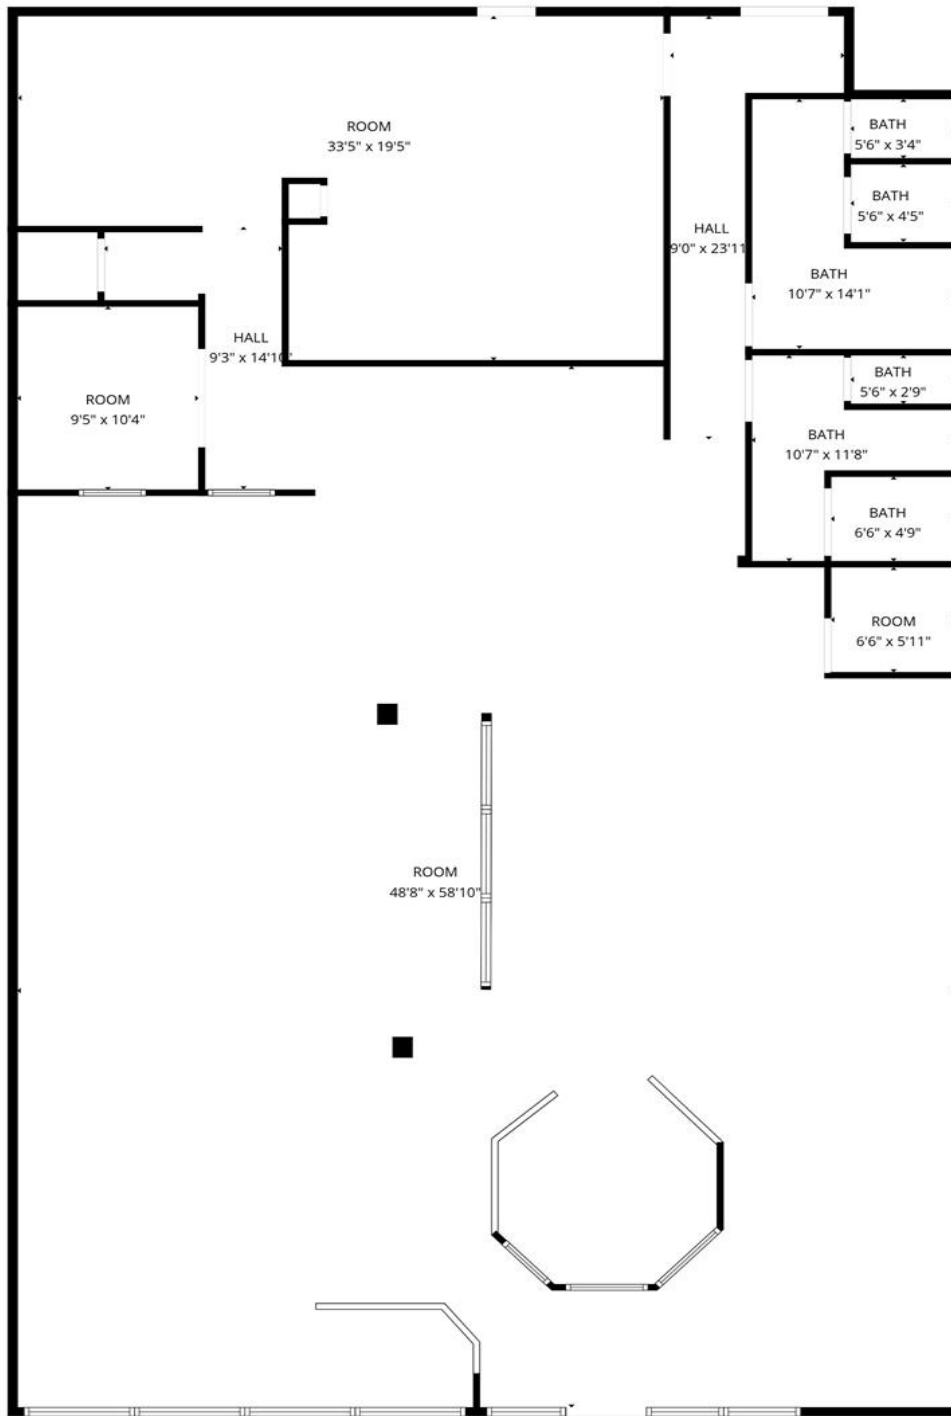 ROOM
33'5" x 19'5"
BATH
5'6" x 3'4"
BATH
5'6" x 4'5"
HALL
9'0" x 23'11
BATH
10'7" x 14'1"
HALL
9'3" x 14'10"
ROOM
9'5" x 10'4"
BATH
5'6" x 2'9"
BATH
10'7" x 11'8"
BATH
6'6" x 4'9"
ROOM
6'6" x 5'11"
ROOM
48'8" x 58'10"